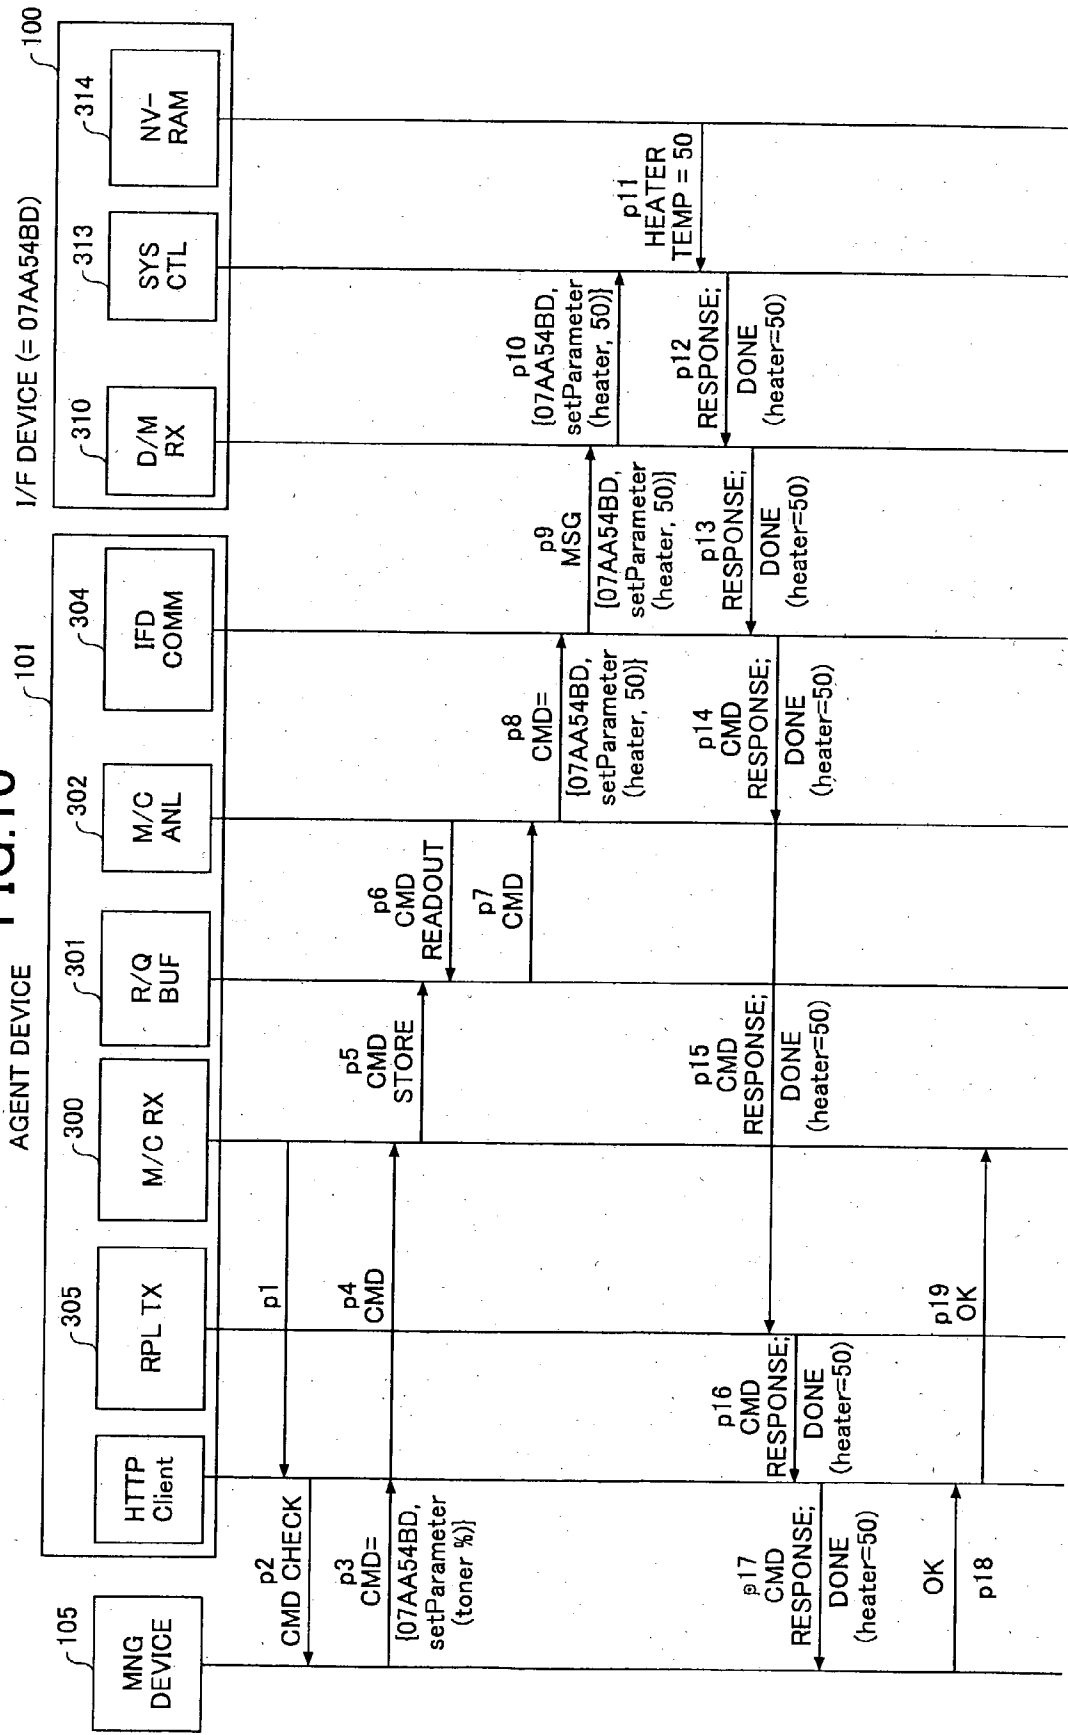 AGENT DEVICE
I/F DEVICE (= 07AA54BD)
105
MNG
DEVICE
101
HTTP
Client
305
RPL TX
300
M/C RX
301
R/Q
BUF
302
M/C
ANL
304
IFD
COMM
100
310
D/M
RX
313
SYS
CTL
314
NV-
RAM
p1
p2
CMD CHECK
p3
CMD=
{07AA54BD,
setParameter
(toner %)}
p4
CMD
p5
CMD
STORE
p6
CMD
READOUT
p7
CMD
p8
CMD=
{07AA54BD,
setParameter
(heater, 50)}
p9
MSG
{07AA54BD,
setParameter
(heater, 50)}
p10
{07AA54BD,
setParameter
(heater, 50)}
p11
HEATER
TEMP = 50
p12
RESPONSE;
DONE
(heater=50)
p13
RESPONSE;
DONE
(heater=50)
p14
CMD
RESPONSE;
DONE
(heater=50)
p15
CMD
RESPONSE;
DONE
(heater=50)
p16
CMD
RESPONSE;
DONE
(heater=50)
p17
CMD
RESPONSE;
DONE
(heater=50)
OK
p18
p19
OK